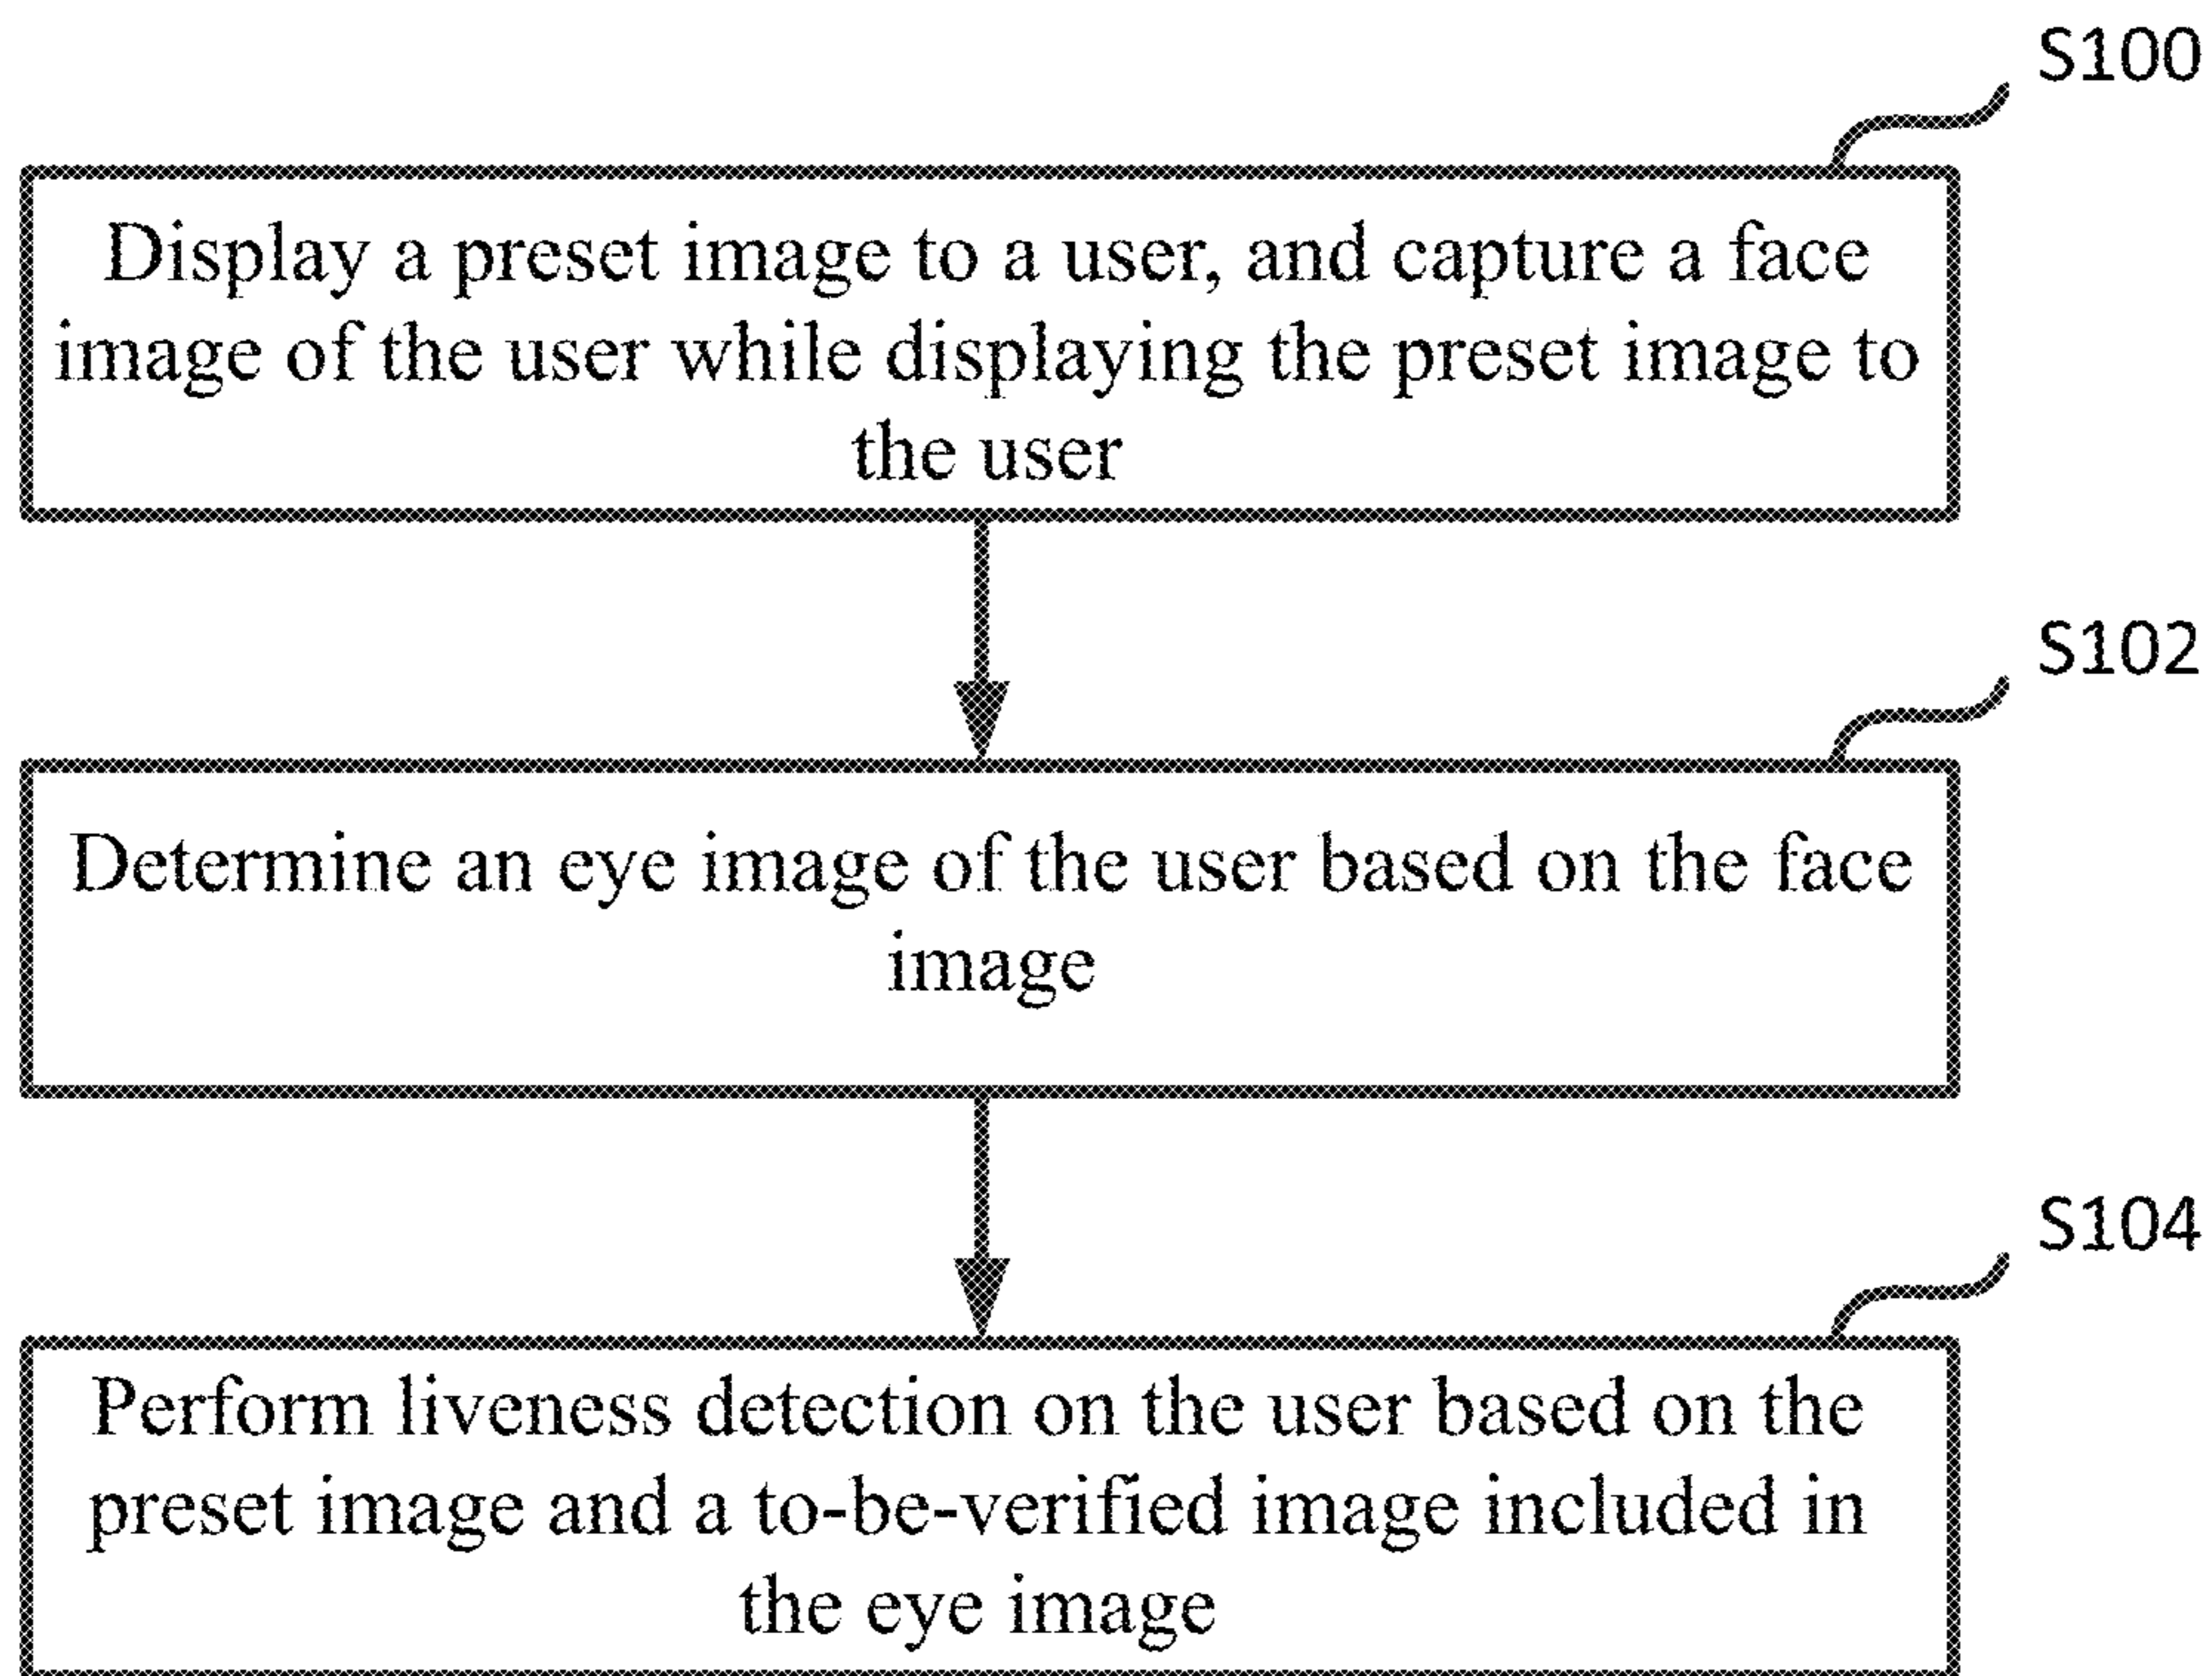 S100
Display a preset image to a user, and capture a face
image of the user while displaying the preset image to
the user
S102
Determine an eye image of the user based on the face
image
S104
Perform liveness detection on the user based on the
preset image and a to-be-verified image included in
the eye image